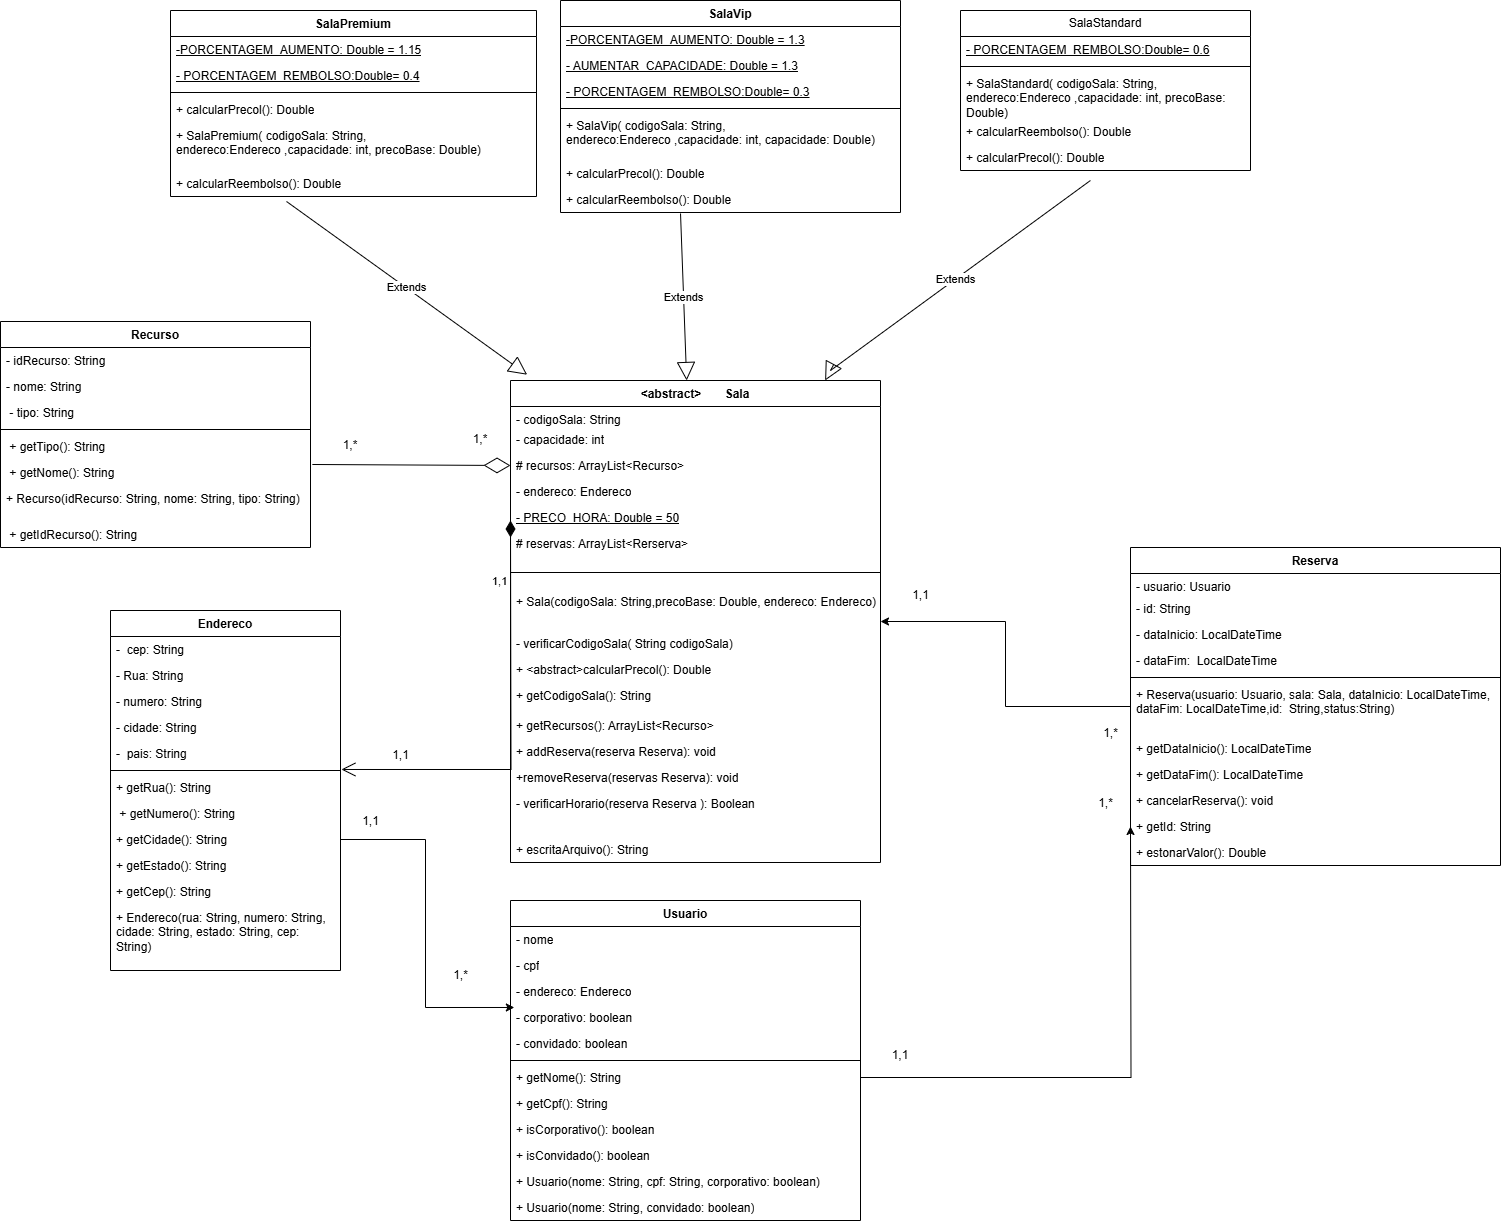 SalaPremium
-PORCENTAGEM_AUMENTO: Double = 1.15
- PORCENTAGEM_REMBOLSO:Double= 0.4
+ calcularPrecol(): Double
+ SalaPremium( codigoSala: String,
endereco:Endereco ,capacidade: int, precoBase: Double)
+ calcularReembolso(): Double
SalaVip
-PORCENTAGEM_AUMENTO: Double = 1.3
- AUMENTAR_CAPACIDADE: Double = 1.3
- PORCENTAGEM_REMBOLSO:Double= 0.3
+ SalaVip( codigoSala: String,
endereco:Endereco ,capacidade: int, capacidade: Double)
+ calcularPrecol(): Double
+ calcularReembolso(): Double
SalaStandard
- PORCENTAGEM_REMBOLSO:Double= 0.6
+ SalaStandard( codigoSala: String,
endereco:Endereco ,capacidade: int, precoBase:
Double)
+ calcularReembolso(): Double
+ calcularPrecol(): Double
Extends
Extends
Extends
Recurso
- idRecurso: String
- nome: String
- tipo: String
+ getTipo(): String
+ getNome(): String
+ Recurso(idRecurso: String, nome: String, tipo: String)
+ getIdRecurso(): String
1,*
1,*
<abstract> Sala
- codigoSala: String
- capacidade: int
# recursos: ArrayList<Recurso>
- endereco: Endereco
- PRECO_HORA: Double = 50
# reservas: ArrayList<Rerserva>
+ Sala(codigoSala: String,precoBase: Double, endereco: Endereco)
- verificarCodigoSala( String codigoSala)
+ <abstract>calcularPrecol(): Double
+ getCodigoSala(): String
+ getRecursos(): ArrayList<Recurso>
+ addReserva(reserva Reserva): void
+removeReserva(reservas Reserva): void
- verificarHorario(reserva Reserva ): Boolean
+ escritaArquivo(): String
1,1
1,1
1,1
1,*
Reserva
- usuario: Usuario
- id: String
- dataInicio: LocalDateTime
- dataFim: LocalDateTime
+ Reserva(usuario: Usuario, sala: Sala, dataInicio: LocalDateTime,
dataFim: LocalDateTime,id: String,status:String)
+ getDataInicio(): LocalDateTime
+ getDataFim(): LocalDateTime
+ cancelarReserva(): void
+ getId: String
+ estonarValor(): Double
1,*
Endereco
- cep: String
- Rua: String
- numero: String
- cidade: String
- pais: String
+ getRua(): String
+ getNumero(): String
+ getCidade(): String
+ getEstado(): String
+ getCep(): String
+ Endereco(rua: String, numero: String,
cidade: String, estado: String, cep:
String)
1,1
1,*
Usuario
- nome
- cpf
- endereco: Endereco
- corporativo: boolean
- convidado: boolean
+ getNome(): String
+ getCpf(): String
+ isCorporativo(): boolean
+ isConvidado(): boolean
+ Usuario(nome: String, cpf: String, corporativo: boolean)
+ Usuario(nome: String, convidado: boolean)
1,1